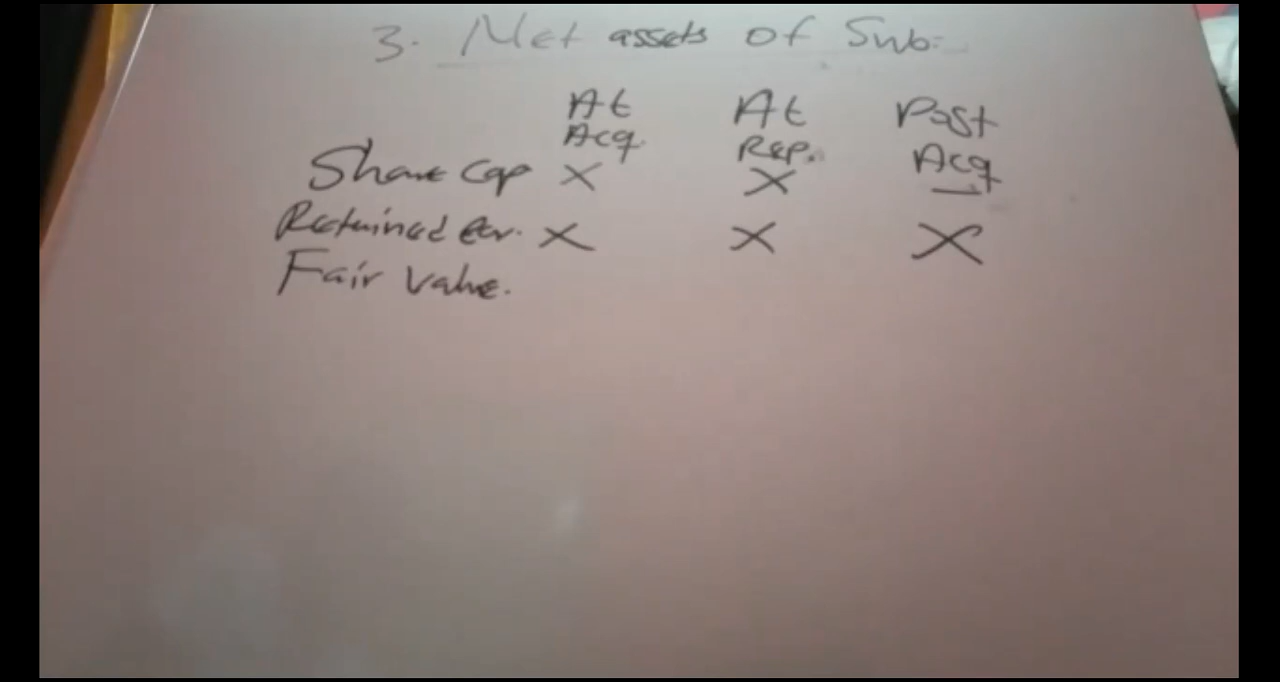 3. Net assets of Sub:
At At Post
Acq. Rep. Acq
Share Cap X X —
Retained ear. X X X
Fair value.